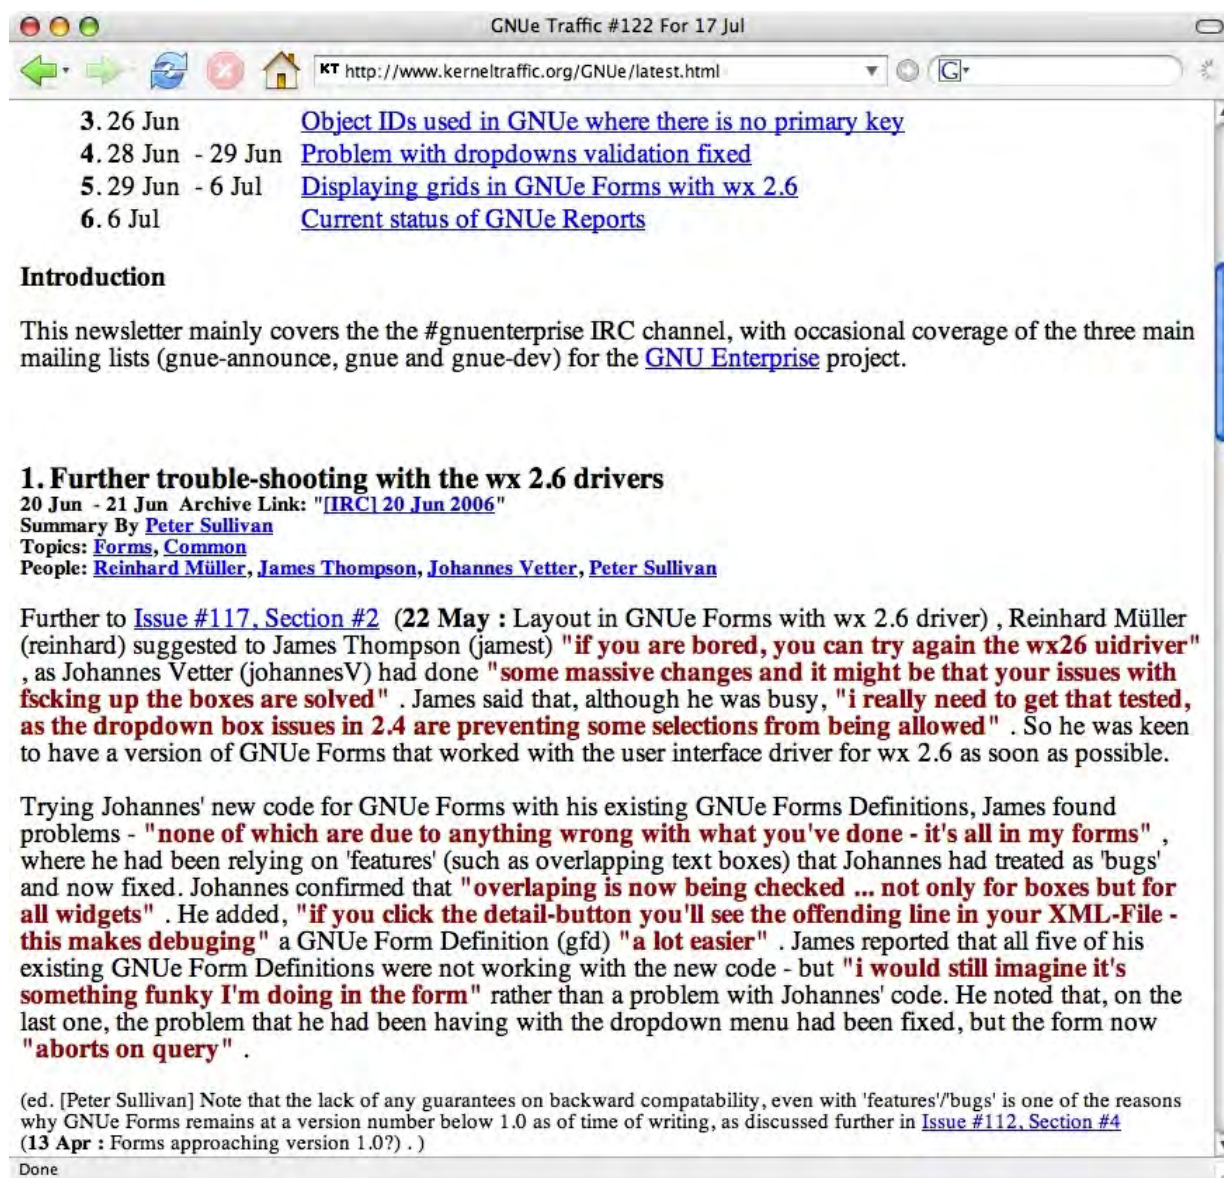 GNUe Traffic #122 For 17 Jul
KT http://www.kerneltraffic.org/GNUe/latest.html
G
3. 26 Jun Object IDs used in GNUe where there is no primary key
4. 28 Jun - 29 Jun Problem with dropdowns validation fixed
5. 29 Jun - 6 Jul Displaying grids in GNUe Forms with wx 2.6
6. 6 Jul Current status of GNUe Reports
Introduction
This newsletter mainly covers the the #gnuenterprise IRC channel, with occasional coverage of the three main
mailing lists (gnue-announce, gnue and gnue-dev) for the GNU Enterprise project.
1. Further trouble-shooting with the wx 2.6 drivers
20 Jun - 21 Jun Archive Link: "[IRC] 20 Jun 2006"
Summary By Peter Sullivan
Topics: Forms, Common
People: Reinhard Müller, James Thompson, Johannes Vetter, Peter Sullivan
Further to Issue #117, Section #2 (22 May : Layout in GNUe Forms with wx 2.6 driver) , Reinhard Müller
(reinhard) suggested to James Thompson (jamest) "if you are bored, you can try again the wx26 uidriver"
, as Johannes Vetter (johannesV) had done "some massive changes and it might be that your issues with
fscking up the boxes are solved" . James said that, although he was busy, "i really need to get that tested,
as the dropdown box issues in 2.4 are preventing some selections from being allowed" . So he was keen
to have a version of GNUe Forms that worked with the user interface driver for wx 2.6 as soon as possible.
Trying Johannes' new code for GNUe Forms with his existing GNUe Forms Definitions, James found
problems - "none of which are due to anything wrong with what you've done - it's all in my forms" ,
where he had been relying on 'features' (such as overlapping text boxes) that Johannes had treated as 'bugs'
and now fixed. Johannes confirmed that "overlaping is now being checked ... not only for boxes but for
all widgets" . He added, "if you click the detail-button you'll see the offending line in your XML-File -
this makes debuging" a GNUe Form Definition (gfd) "a lot easier" . James reported that all five of his
existing GNUe Form Definitions were not working with the new code - but "i would still imagine it's
something funky I'm doing in the form" rather than a problem with Johannes' code. He noted that, on the
last one, the problem that he had been having with the dropdown menu had been fixed, but the form now
"aborts on query" .
(ed. [Peter Sullivan] Note that the lack of any guarantees on backward compatability, even with 'features'/'bugs' is one of the reasons
why GNUe Forms remains at a version number below 1.0 as of time of writing, as discussed further in Issue #112, Section #4
(13 Apr : Forms approaching version 1.0?) . )
Done